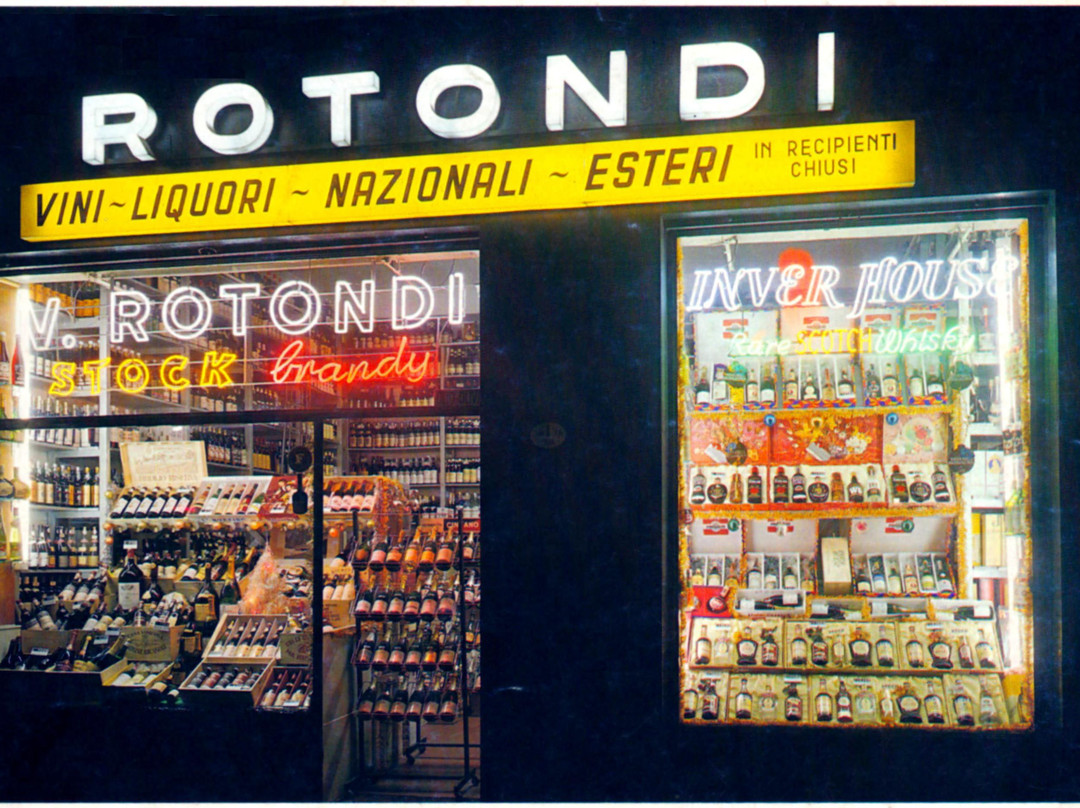 ROTONDI
VINI~LIQUORI ~ NAZIONALI ~ ESTERI
IN RECIPIENTI
CHIUSI
V. ROTONDI
STOCK brandy
INVER HOUSE
Rare SCOTCH Whisky